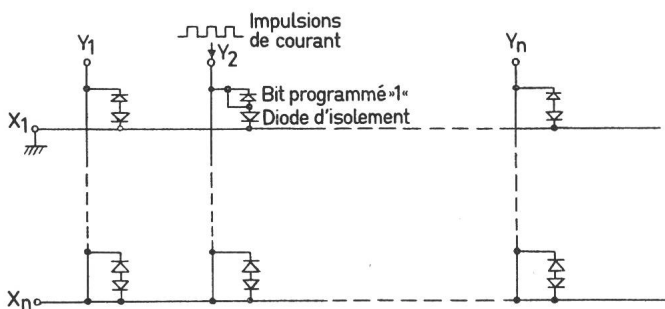 Impulsions
de courant
Y1
Y2
Yn
Bit programmé »1«
Diode d'isolement
X1
Xn